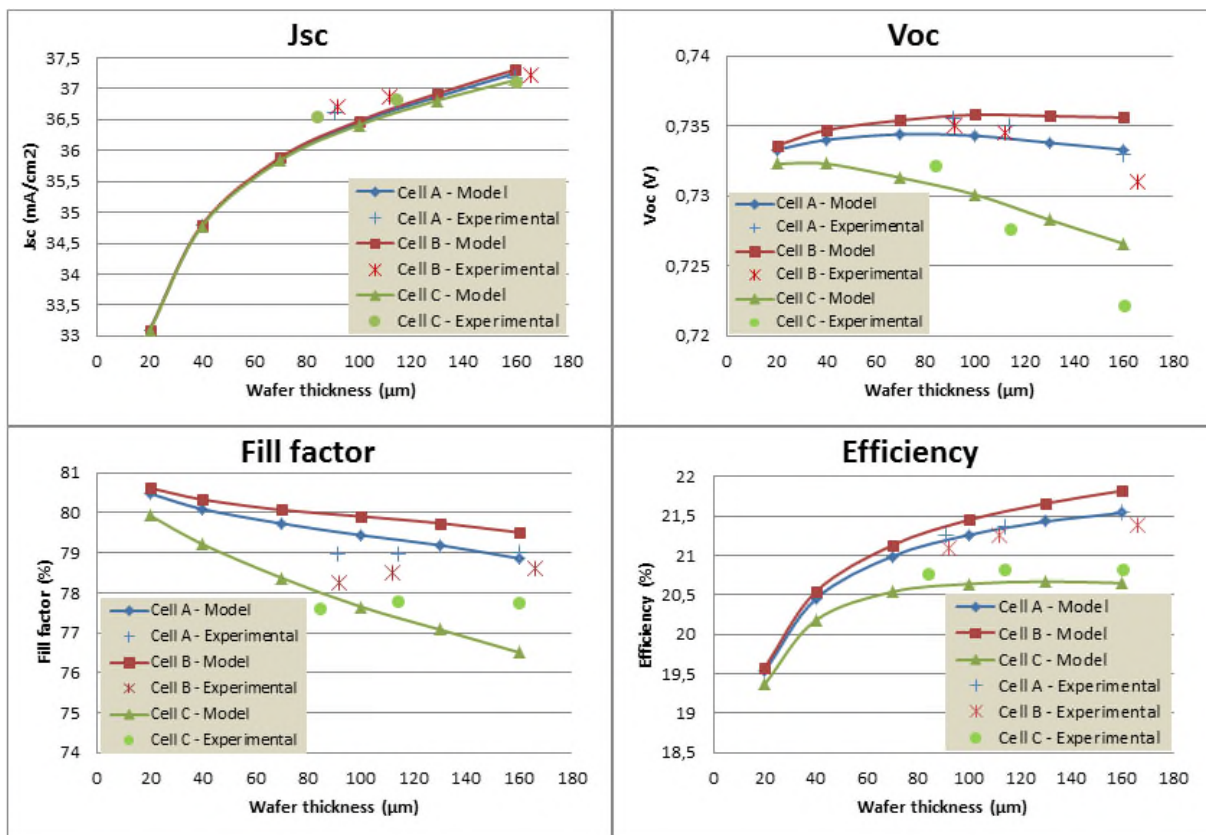 Jsc
Jsc (mA/cm2)
37,5
37
36,5
36
35,5
35
34,5
34
33,5
33
0 20 40 60 80 100 120 140 160 180
Wafer thickness (µm)
Cell A - Model
Cell A - Experimental
Cell B - Model
Cell B - Experimental
Cell C - Model
Cell C - Experimental
Voc
Voc (V)
0,74
0,735
0,73
0,725
0,72
0 20 40 60 80 100 120 140 160 180
Wafer thickness (µm)
Cell A - Model
Cell A - Experimental
Cell B - Model
Cell B - Experimental
Cell C - Model
Cell C - Experimental
Fill factor
Fill factor (%)
81
80
79
78
77
76
75
74
0 20 40 60 80 100 120 140 160 180
Wafer thickness (µm)
Cell A - Model
Cell A - Experimental
Cell B - Model
Cell B - Experimental
Cell C - Model
Cell C - Experimental
Efficiency
Efficiency (%)
22
21,5
21
20,5
20
19,5
19
18,5
0 20 40 60 80 100 120 140 160 180
Wafer thickness (µm)
Cell A - Model
Cell B - Model
Cell C - Model
Cell A - Experimental
Cell B - Experimental
Cell C - Experimental